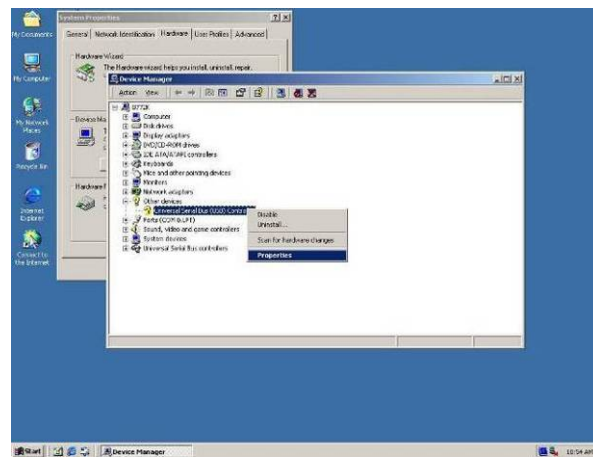 System Properties
General Network Identification Hardware User Profiles Advanced
Hardware Wizard
The Hardware wizard helps you install, uninstall, repair,
My Documents
My Computer
My Network
Places
Recycle Bin
Internet
Explorer
Connect to
the Internet
Device Manager
Action View
Computer
Disk drives
Display adapters
DVD/CD-ROM drives
IDE ATA/ATAPI controllers
Keyboards
Mice and other pointing devices
Monitors
Network adapters
Other devices
Universal Serial Bus (USB) Controller
Ports (COM & LPT)
Sound, video and game controllers
System devices
Universal Serial Bus controllers
Disable
Uninstall...
Scan for hardware changes
Properties
Start
Device Manager
10:54 AM